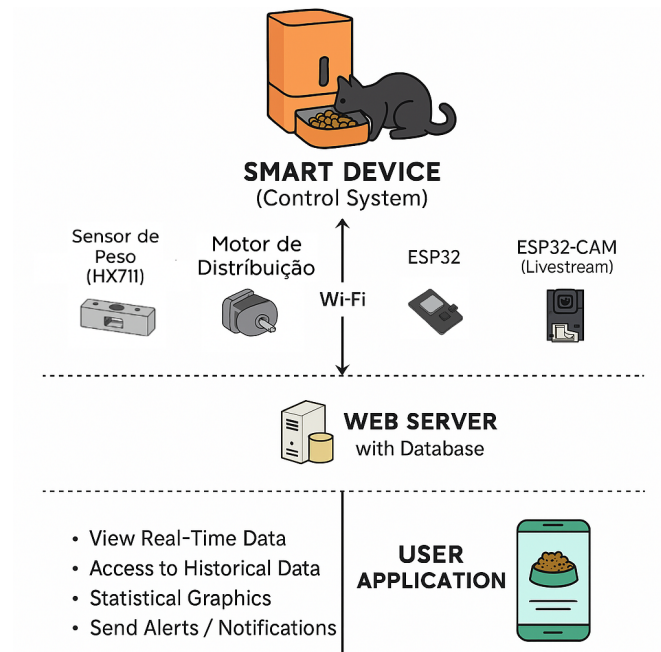 SMART DEVICE
(Control System)
Sensor de
Peso
(HX711)
Motor de
Distríbuição
Wi-Fi
ESP32
ESP32-CAM
(Livestream)
WEB SERVER
with Database
• View Real-Time Data
• Access to Historical Data
• Statistical Graphics
• Send Alerts / Notifications
USER
APPLICATION